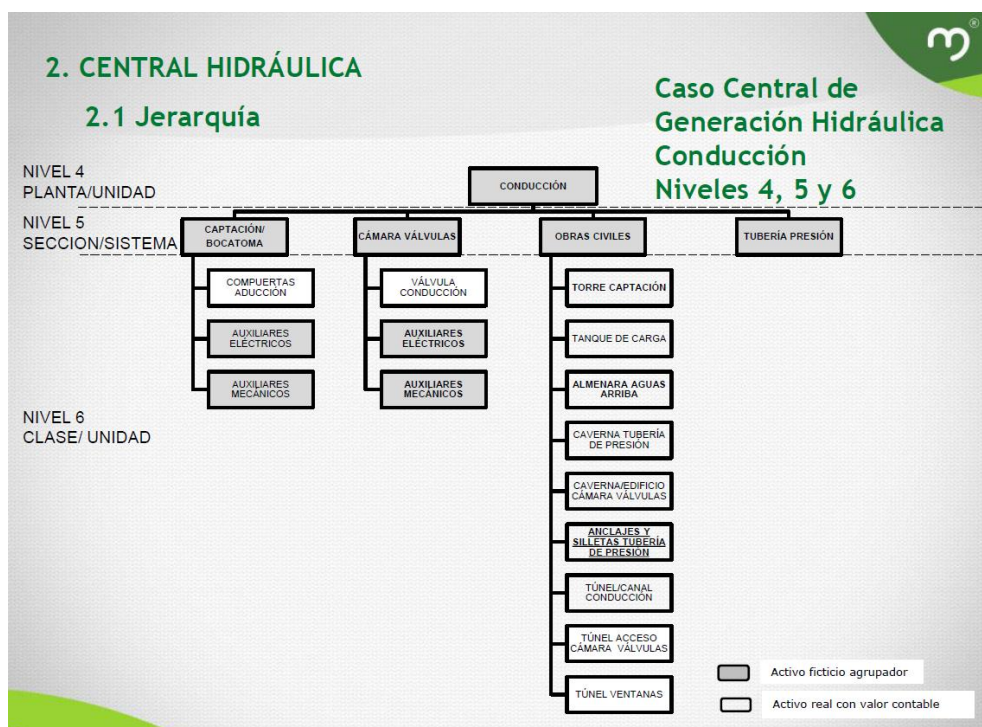 2. CENTRAL HIDRÁULICA
2.1 Jerarquía
Caso Central de
Generación Hidráulica
Conducción
Niveles 4, 5 y 6
m®
NIVEL 4
PLANTA/UNIDAD
CONDUCCIÓN
NIVEL 5
SECCION/SISTEMA
CAPTACIÓN/
BOCATOMA
CÁMARA VÁLVULAS
OBRAS CIVILES
TUBERÍA PRESIÓN
NIVEL 6
CLASE/ UNIDAD
COMPUERTAS
ADUCCIÓN
AUXILIARES
ELÉCTRICOS
AUXILIARES
MECÁNICOS
VÁLVULA
CONDUCCIÓN
AUXILIARES
ELÉCTRICOS
AUXILIARES
MECÁNICOS
TORRE CAPTACIÓN
TANQUE DE CARGA
ALMENARA AGUAS
ARRIBA
CAVERNA TUBERÍA
DE PRESIÓN
CAVERNA/EDIFICIO
CÁMARA VÁLVULAS
ANCLAJES Y
SILLETAS TUBERÍA
DE PRESIÓN
TÚNEL/CANAL
CONDUCCIÓN
TÚNEL ACCESO
CÁMARA VÁLVULAS
TÚNEL VENTANAS
Activo ficticio agrupador
Activo real con valor contable